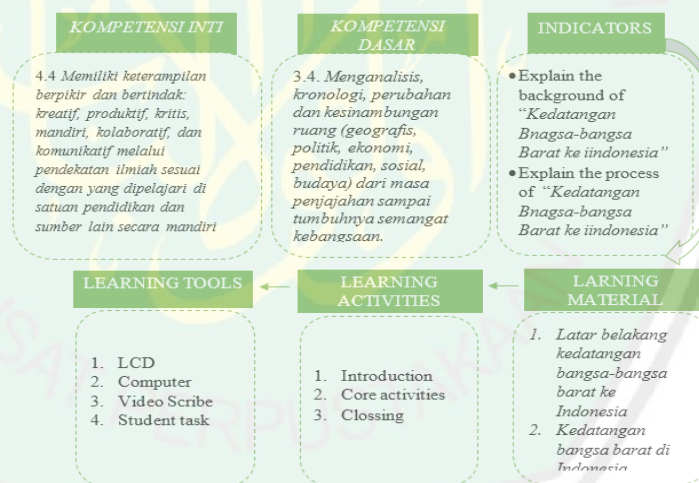 KOMPETENSI INTI
4.4 Memiliki keterampilan
berpikir dan bertindak:
kreatif, produktif, kritis,
mandiri, kolaboratif, dan
komunikatif melalui
pendekatan ilmiah sesuai
dengan yang dipelajari di
satuan pendidikan dan
sumber lain secara mandiri
KOMPETENSI
DASAR
3.4. Menganalisis,
kronologi, perubahan
dan kesinambungan
ruang (geografis,
politik, ekonomi,
pendidikan, sosial,
budaya) dari masa
penjajahan sampai
tumbuhnya semangat
kebangsaan.
INDICATORS
• Explain the
background of
“Kedatangan
Bnagsa-bangsa
Barat ke iindonesia”
• Explain the process
of “Kedatangan
Bnagsa-bangsa
Barat ke iindonesia”
LEARNING TOOLS
1. LCD
2. Computer
3. Video Scribe
4. Student task
LEARNING
ACTIVITIES
1. Introduction
2. Core activities
3. Clossing
LARNING
MATERIAL
1. Latar belakang
kedatangan
bangsa-bangsa
barat ke
Indonesia
2. Kedatangan
bangsa barat di
Indonesia